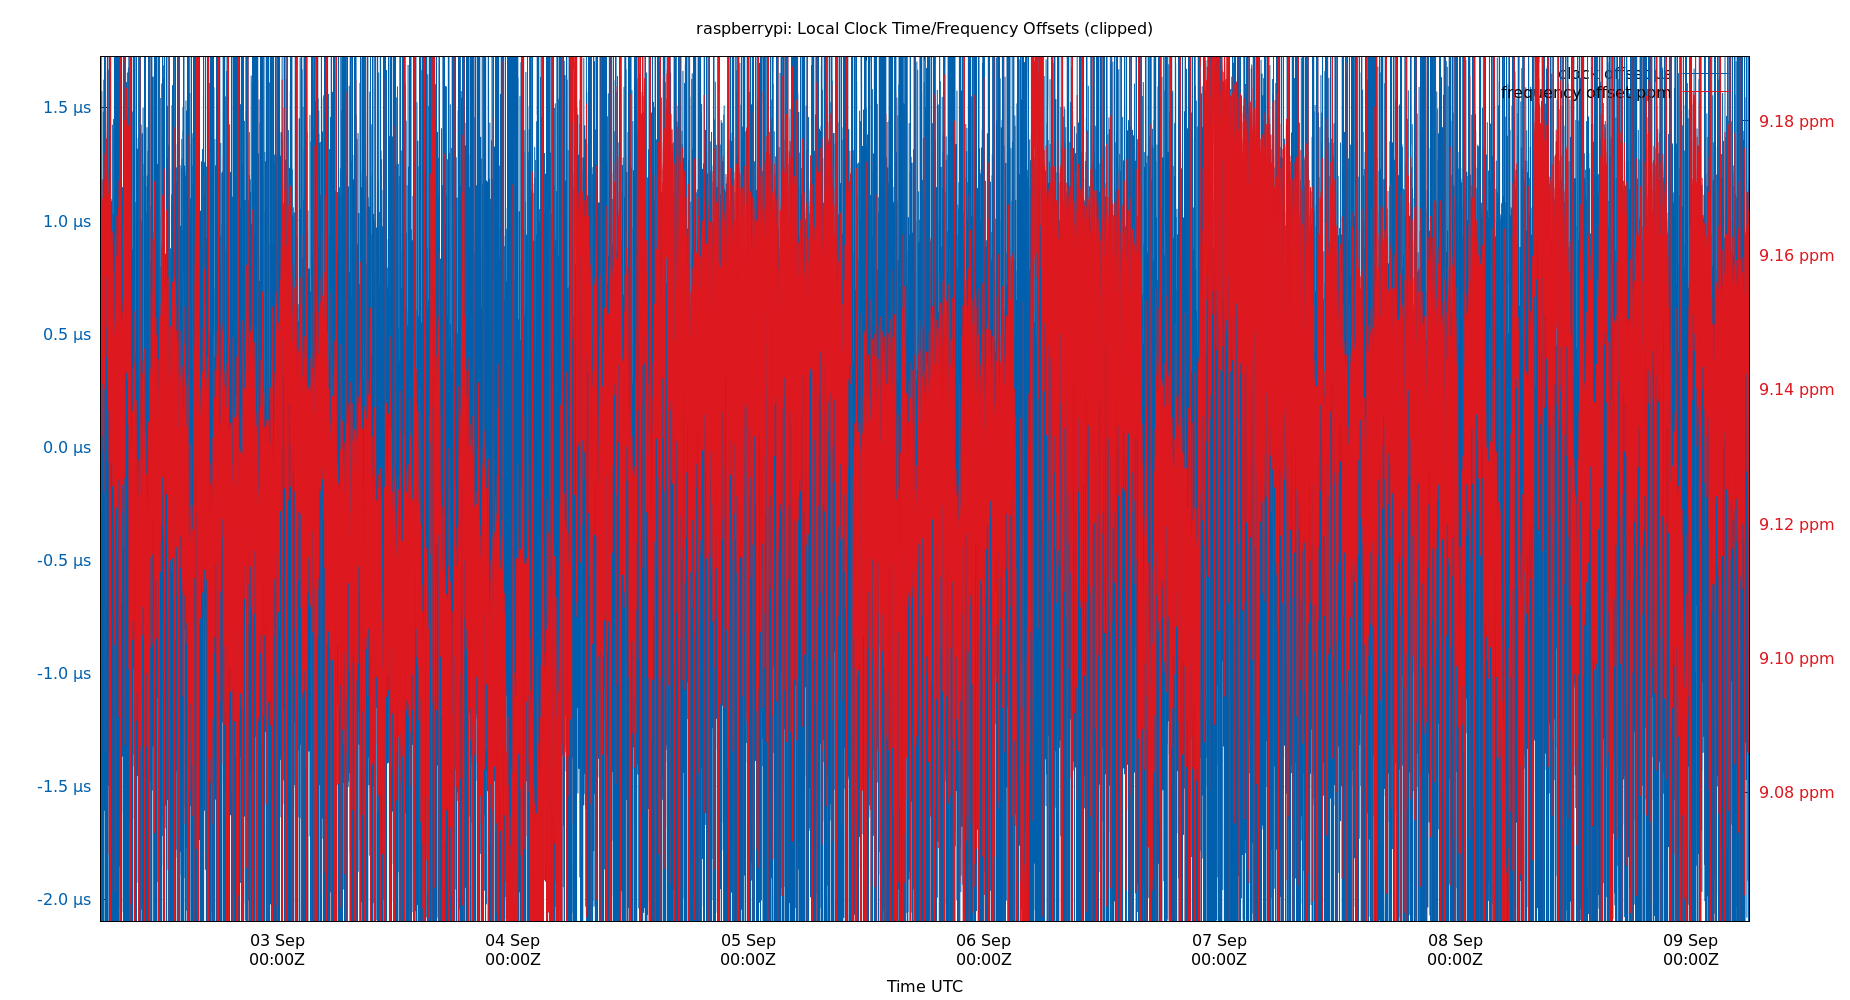 raspberrypi: Local Clock Time/Frequency Offsets (clipped)
clock offset µs
frequency offset ppm
1.5 µs
1.0 µs
0.5 µs
0.0 µs
-0.5 µs
-1.0 µs
-1.5 µs
-2.0 µs
9.18 ppm
9.16 ppm
9.14 ppm
9.12 ppm
9.10 ppm
9.08 ppm
03 Sep
00:00Z
04 Sep
00:00Z
05 Sep
00:00Z
06 Sep
00:00Z
07 Sep
00:00Z
08 Sep
00:00Z
09 Sep
00:00Z
Time UTC